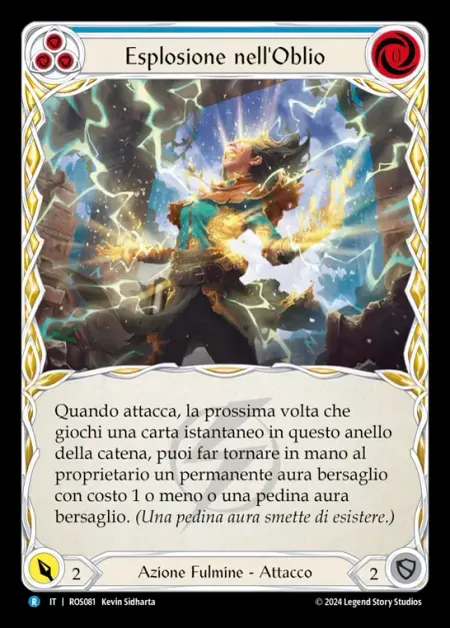 Esplosione nell'Oblio
0
Quando attacca, la prossima volta che
giochi una carta istantaneo in questo anello
della catena, puoi far tornare in mano al
proprietario un permanente aura bersaglio
con costo 1 o meno o una pedina aura
bersaglio. (Una pedina aura smette di esistere.)
2
Azione Fulmine - Attacco
2
R IT | ROS081 Kevin Sidharta
© 2024 Legend Story Studios